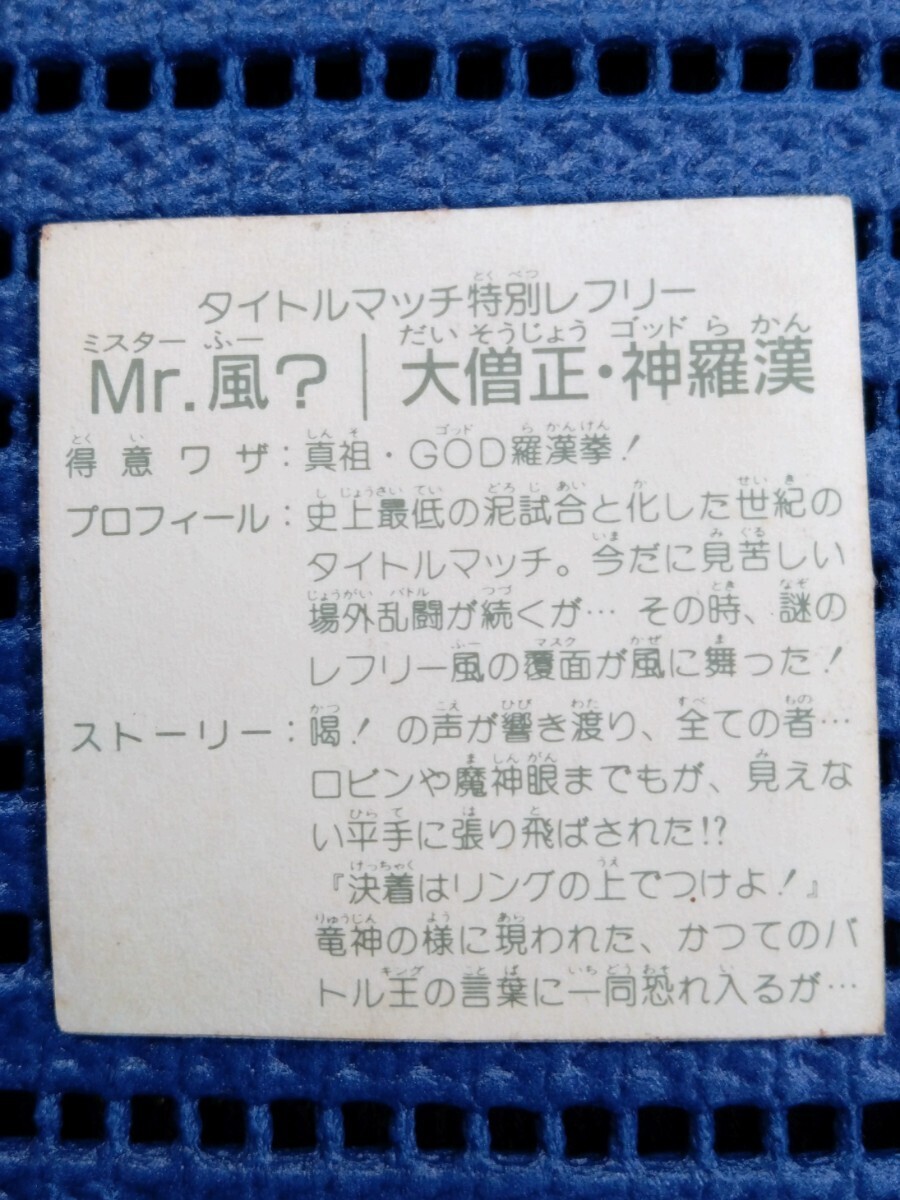 タイトルマッチ特別レフリー
Mr.風?|大僧正・神羅漢
得意ワザ:真祖・GOD羅漢拳!
プロフィール:史上最低の泥試合と化した世紀の
タイトルマッチ。今だに見苦しい
場外乱闘が続くが… その時、謎の
レフリー風の覆面が風に舞った!
ストーリー:喝! の声が響き渡り、全ての者…
ロビンや魔神眼までもが、見えな
い平手に張り飛ばされた!?
『決着はリングの上でつけよ!』
竜神の様に現われた、かつてのバ
トル王の言葉に一同恐れ入るが…